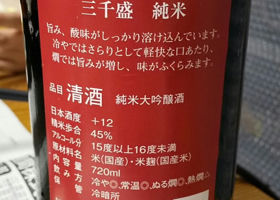 三千盛 純米
旨み、酸味がしっかり溶け込んでいます。
冷やではさらりとして軽快な口あたり、
燗では旨みが増し、味がふくらみます。
品目 清酒 純米大吟醸酒
日本酒度 +12
精米歩合 45%
アルコール分 15度以上16度未満
原材料名 米(国産)・米麹(国産米)
内容量 720ml
飲み方 冷や◎、常温◎、ぬる燗◎、熱燗○
保管 冷暗所